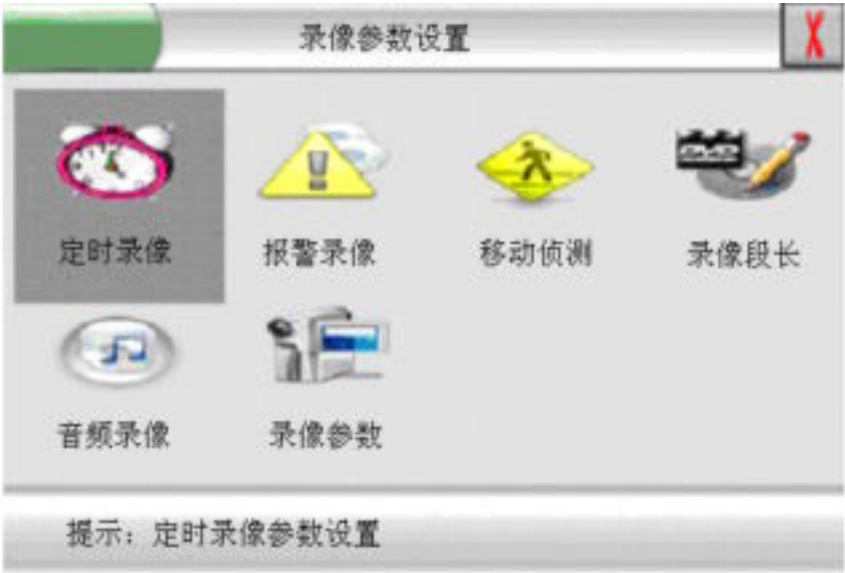 录像参数设置
X
定时录像 报警录像 移动侦测 录像段长
音频录像 录像参数
提示：定时录像参数设置